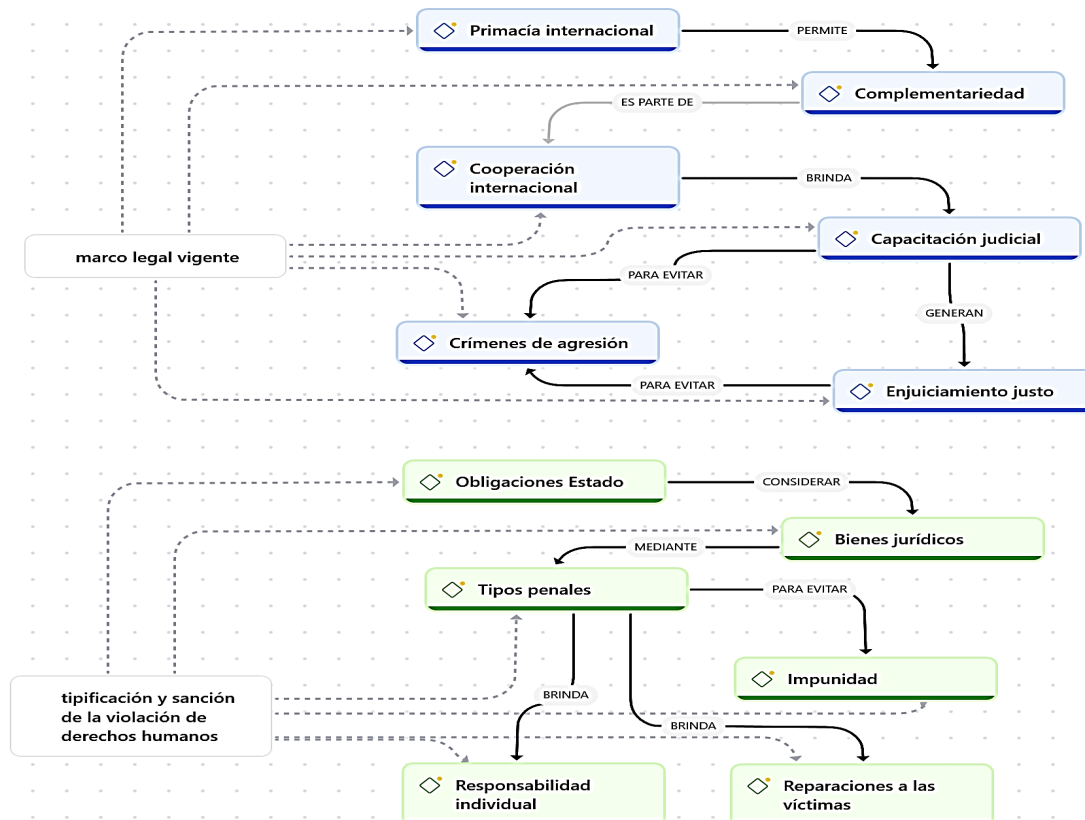 Primacía internacional
PERMITE
Complementariedad
ES PARTE DE
Cooperación
internacional
BRINDA
Capacitación judicial
marco legal vigente
PARA EVITAR
GENERAN
Crímenes de agresión
PARA EVITAR
Enjuiciamiento justo
Obligaciones Estado
CONSIDERAR
Bienes jurídicos
MEDIANTE
Tipos penales
PARA EVITAR
Impunidad
tipificación y sanción
de la violación de
derechos humanos
BRINDA
BRINDA
Responsabilidad
individual
Reparaciones a las
víctimas